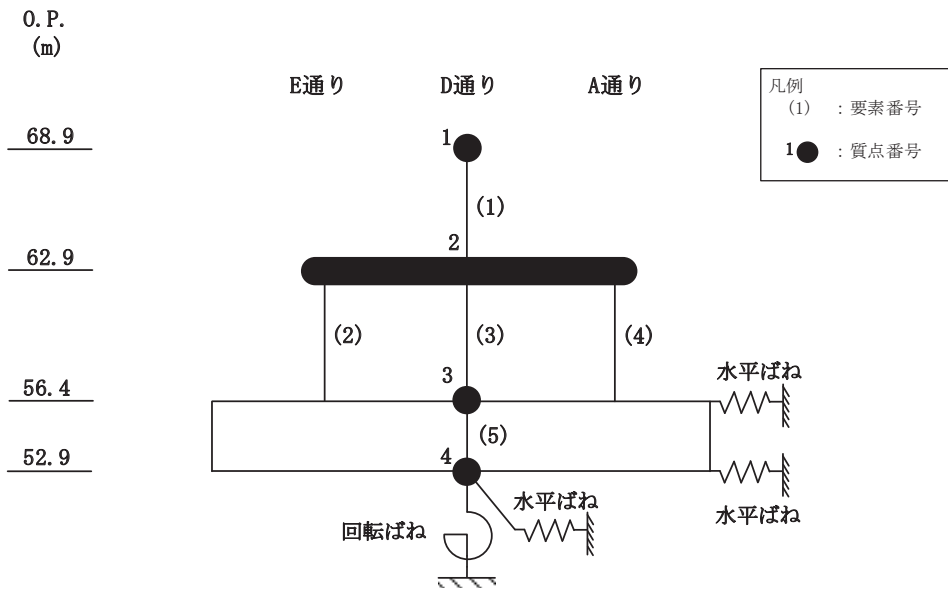 O.P.
(m)
E通り D通り A通り
凡例
(1) : 要素番号
1 : 質点番号
68.9
1
(1)
2
62.9
(2) (3) (4)
3
水平ばね
56.4
(5)
4
52.9
水平ばね
水平ばね
回転ばね